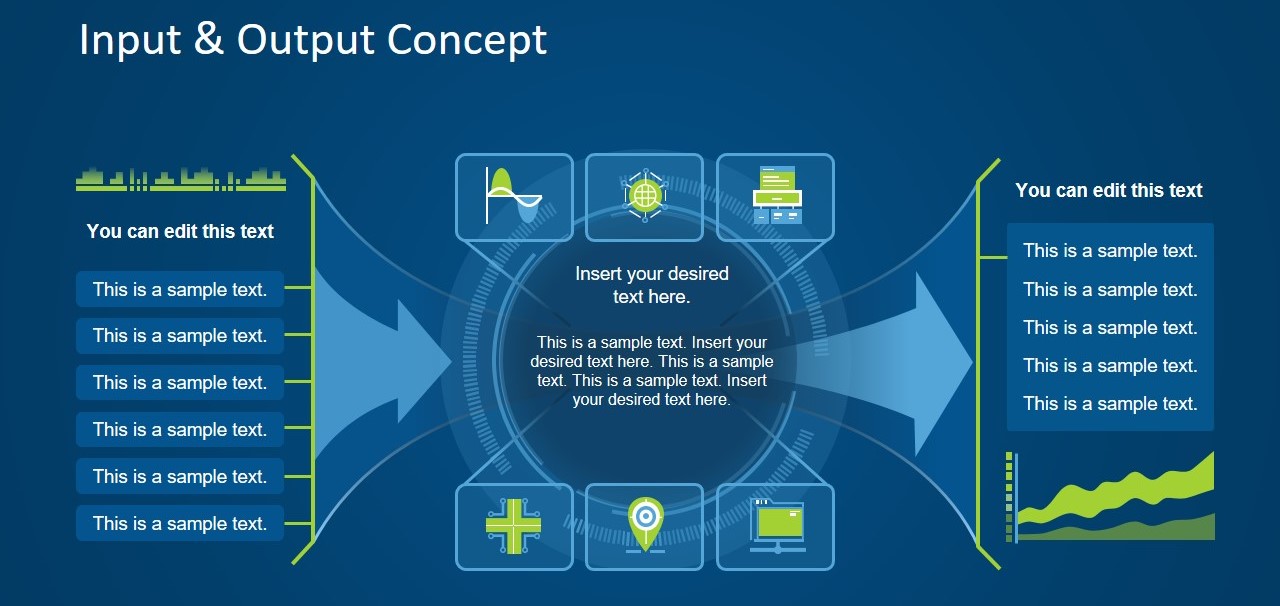 Input & Output Concept
You can edit this text
This is a sample text.
This is a sample text.
This is a sample text.
This is a sample text.
This is a sample text.
This is a sample text.
Insert your desired
text here.
This is a sample text. Insert your
desired text here. This is a sample
text. This is a sample text. Insert
your desired text here.
You can edit this text
This is a sample text.
This is a sample text.
This is a sample text.
This is a sample text.
This is a sample text.